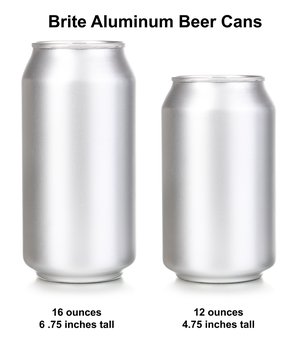 Brite Aluminum Beer Cans
16 ounces
6 .75 inches tall
12 ounces
4.75 inches tall